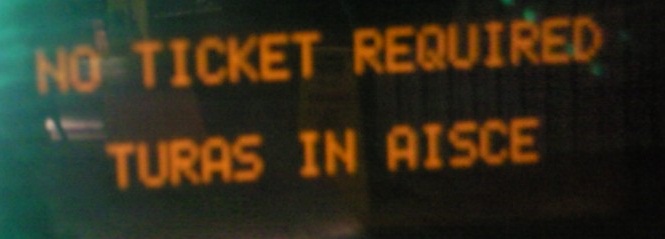 NO TICKET REQUIRED
TURAS IN AISCE